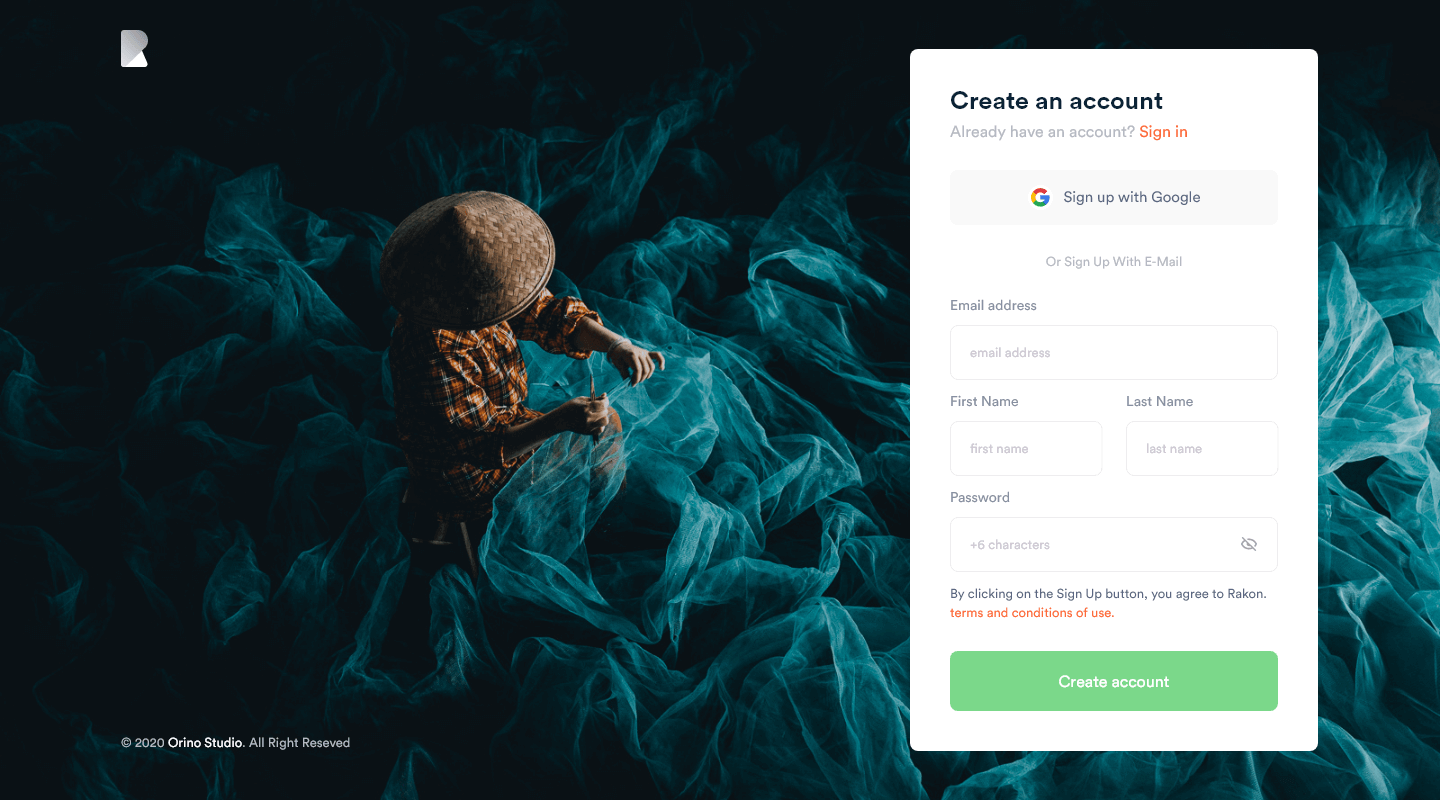 Create an account
Already have an account? Sign in
Sign up with Google
Or Sign Up With E-Mail
Email address
email address
First Name Last Name
first name last name
Password
+6 characters
By clicking on the Sign Up button, you agree to Rakon.
terms and conditions of use.
Create account
© 2020 Orino Studio. All Right Reseved